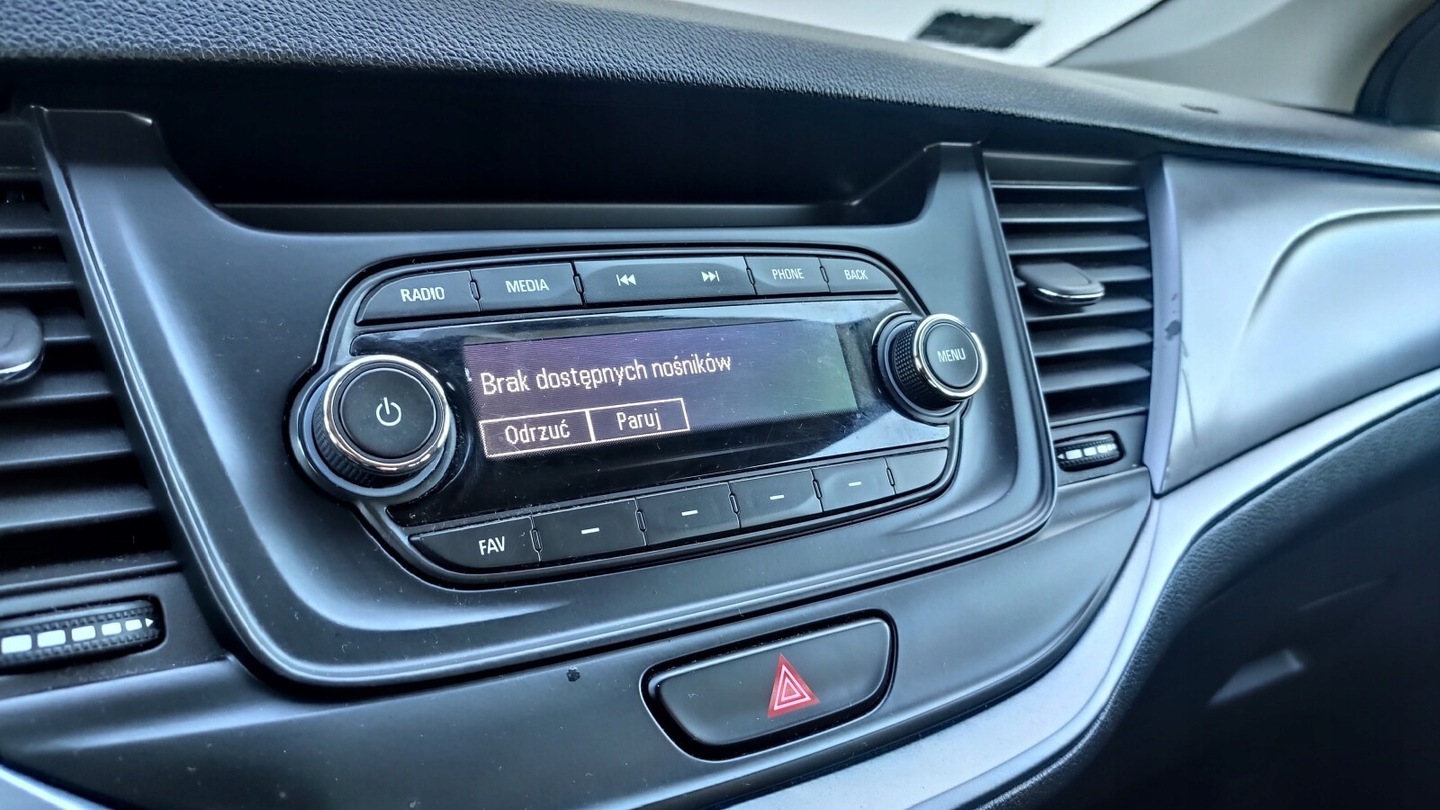 RADIO MEDIA PHONE BACK
Brak dostępnych nośników
Odrzuć Paruj
MENU
FAV